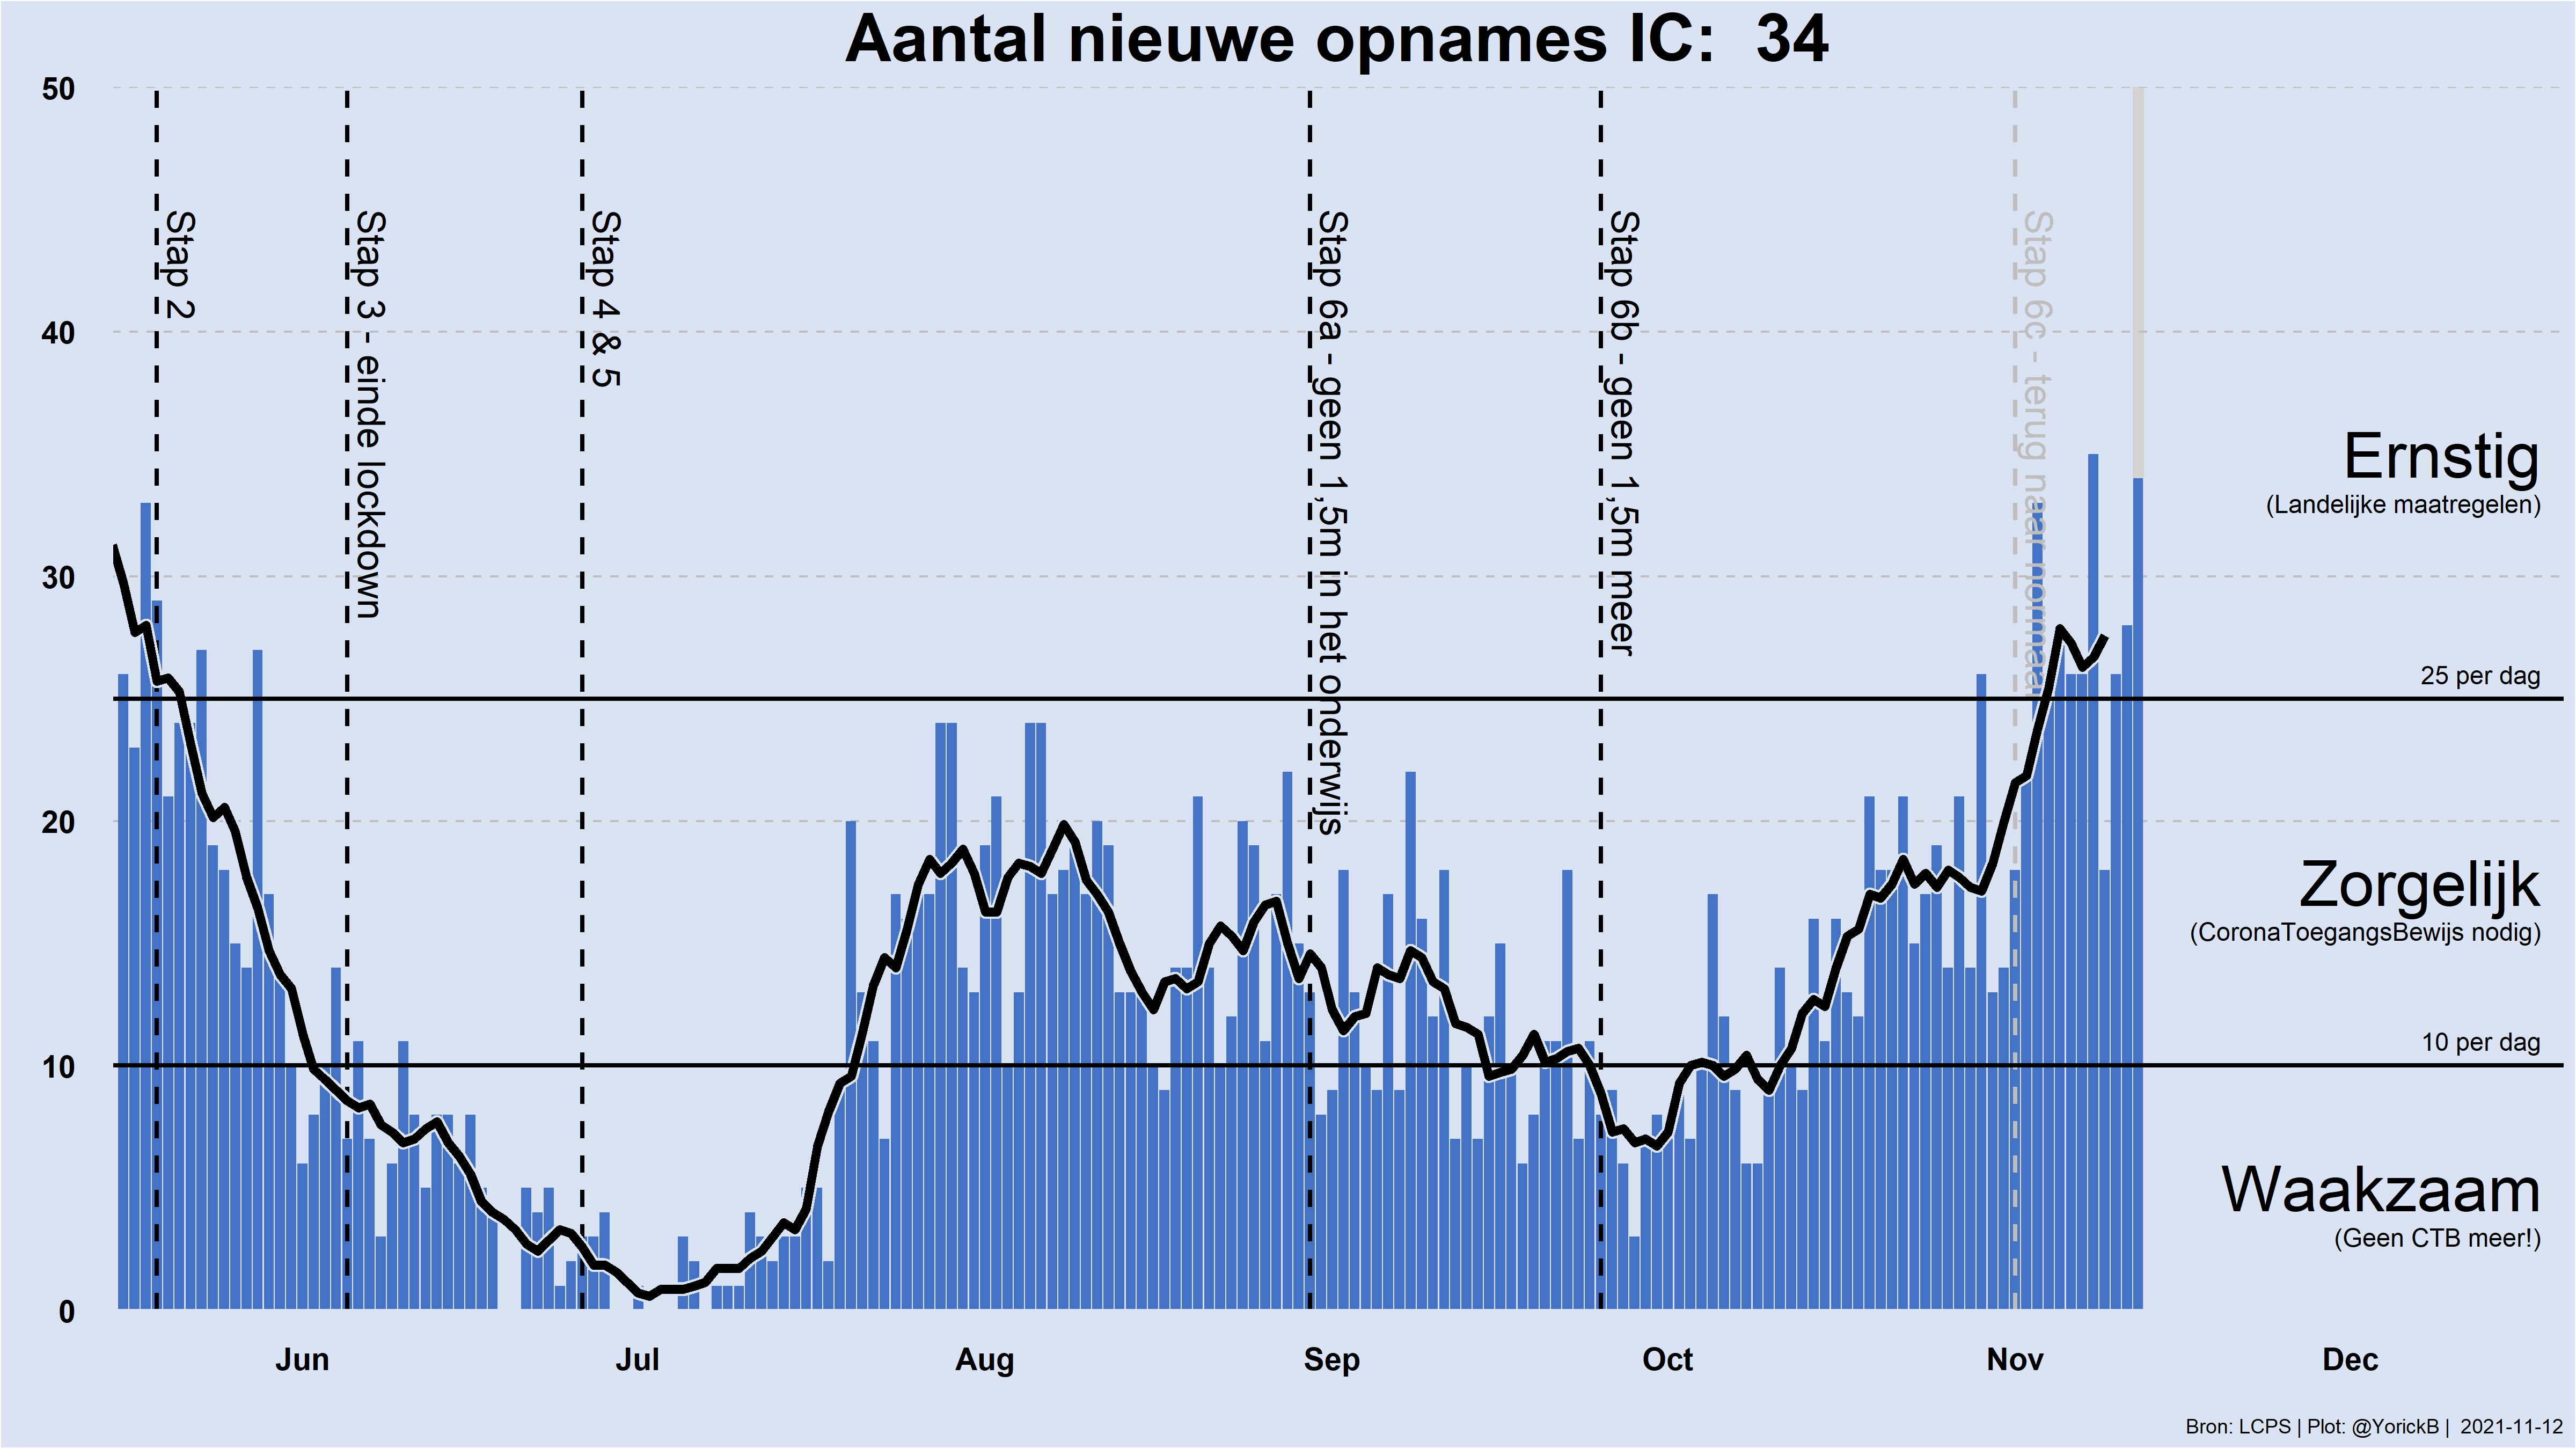 Aantal nieuwe opnames IC: 34
50
40
30
20
10
0
Stap 2
Stap 3 - einde lockdown
Stap 4 & 5
Stap 6a - geen 1,5m in het onderwijs
Stap 6b - geen 1,5m meer
Stap 6c - terug naar normaal
Ernstig
(Landelijke maatregelen)
25 per dag
Zorgelijk
(CoronaToegangsBewijs nodig)
10 per dag
Waakzaam
(Geen CTB meer!)
Jun Jul Aug Sep Oct Nov Dec
Bron: LCPS | Plot: @YorickB | 2021-11-12